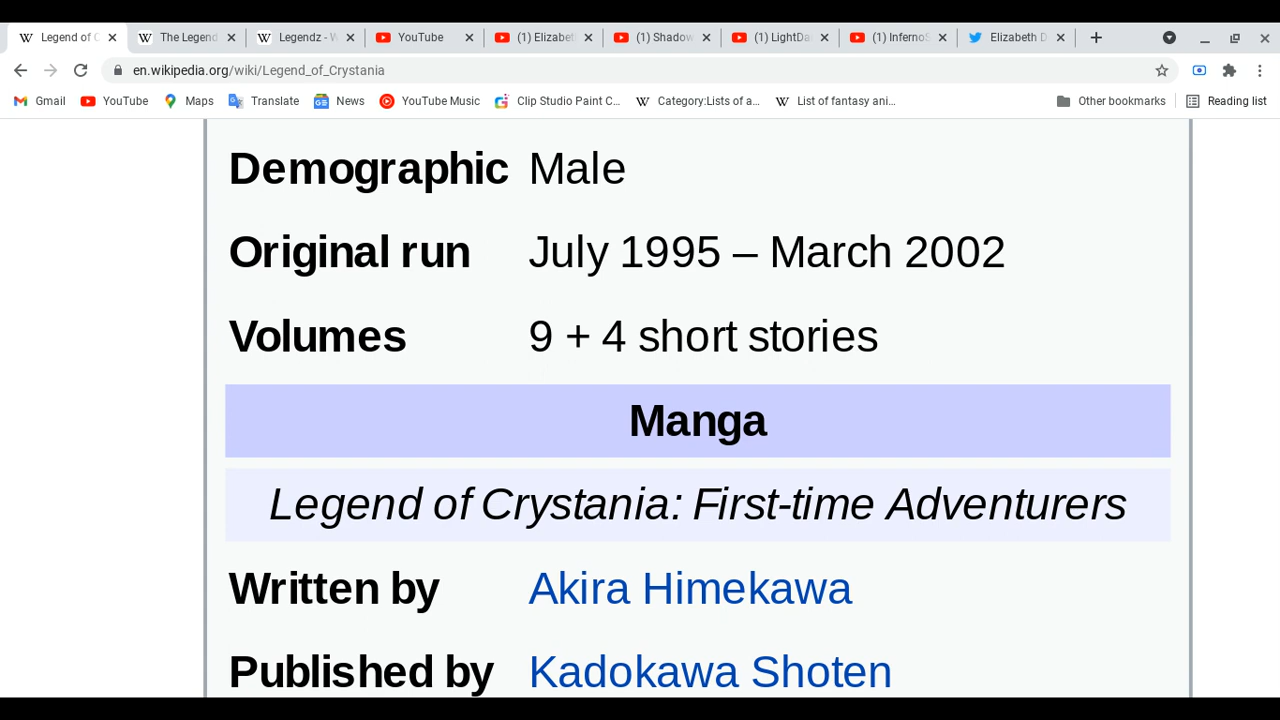 Legend of C
The Legend
Legendz - W
YouTube
(1) Elizabet
(1) Shadow
(1) LightDa
(1) InfernoS
Elizabeth D
en.wikipedia.org/wiki/Legend_of_Crystania
Gmail
YouTube
Maps
Translate
News
YouTube Music
Clip Studio Paint C...
Category:Lists of a...
List of fantasy ani...
Other bookmarks
Reading list
Demographic Male
Original run July 1995 – March 2002
Volumes 9 + 4 short stories
Manga
Legend of Crystania: First-time Adventurers
Written by Akira Himekawa
Published by Kadokawa Shoten